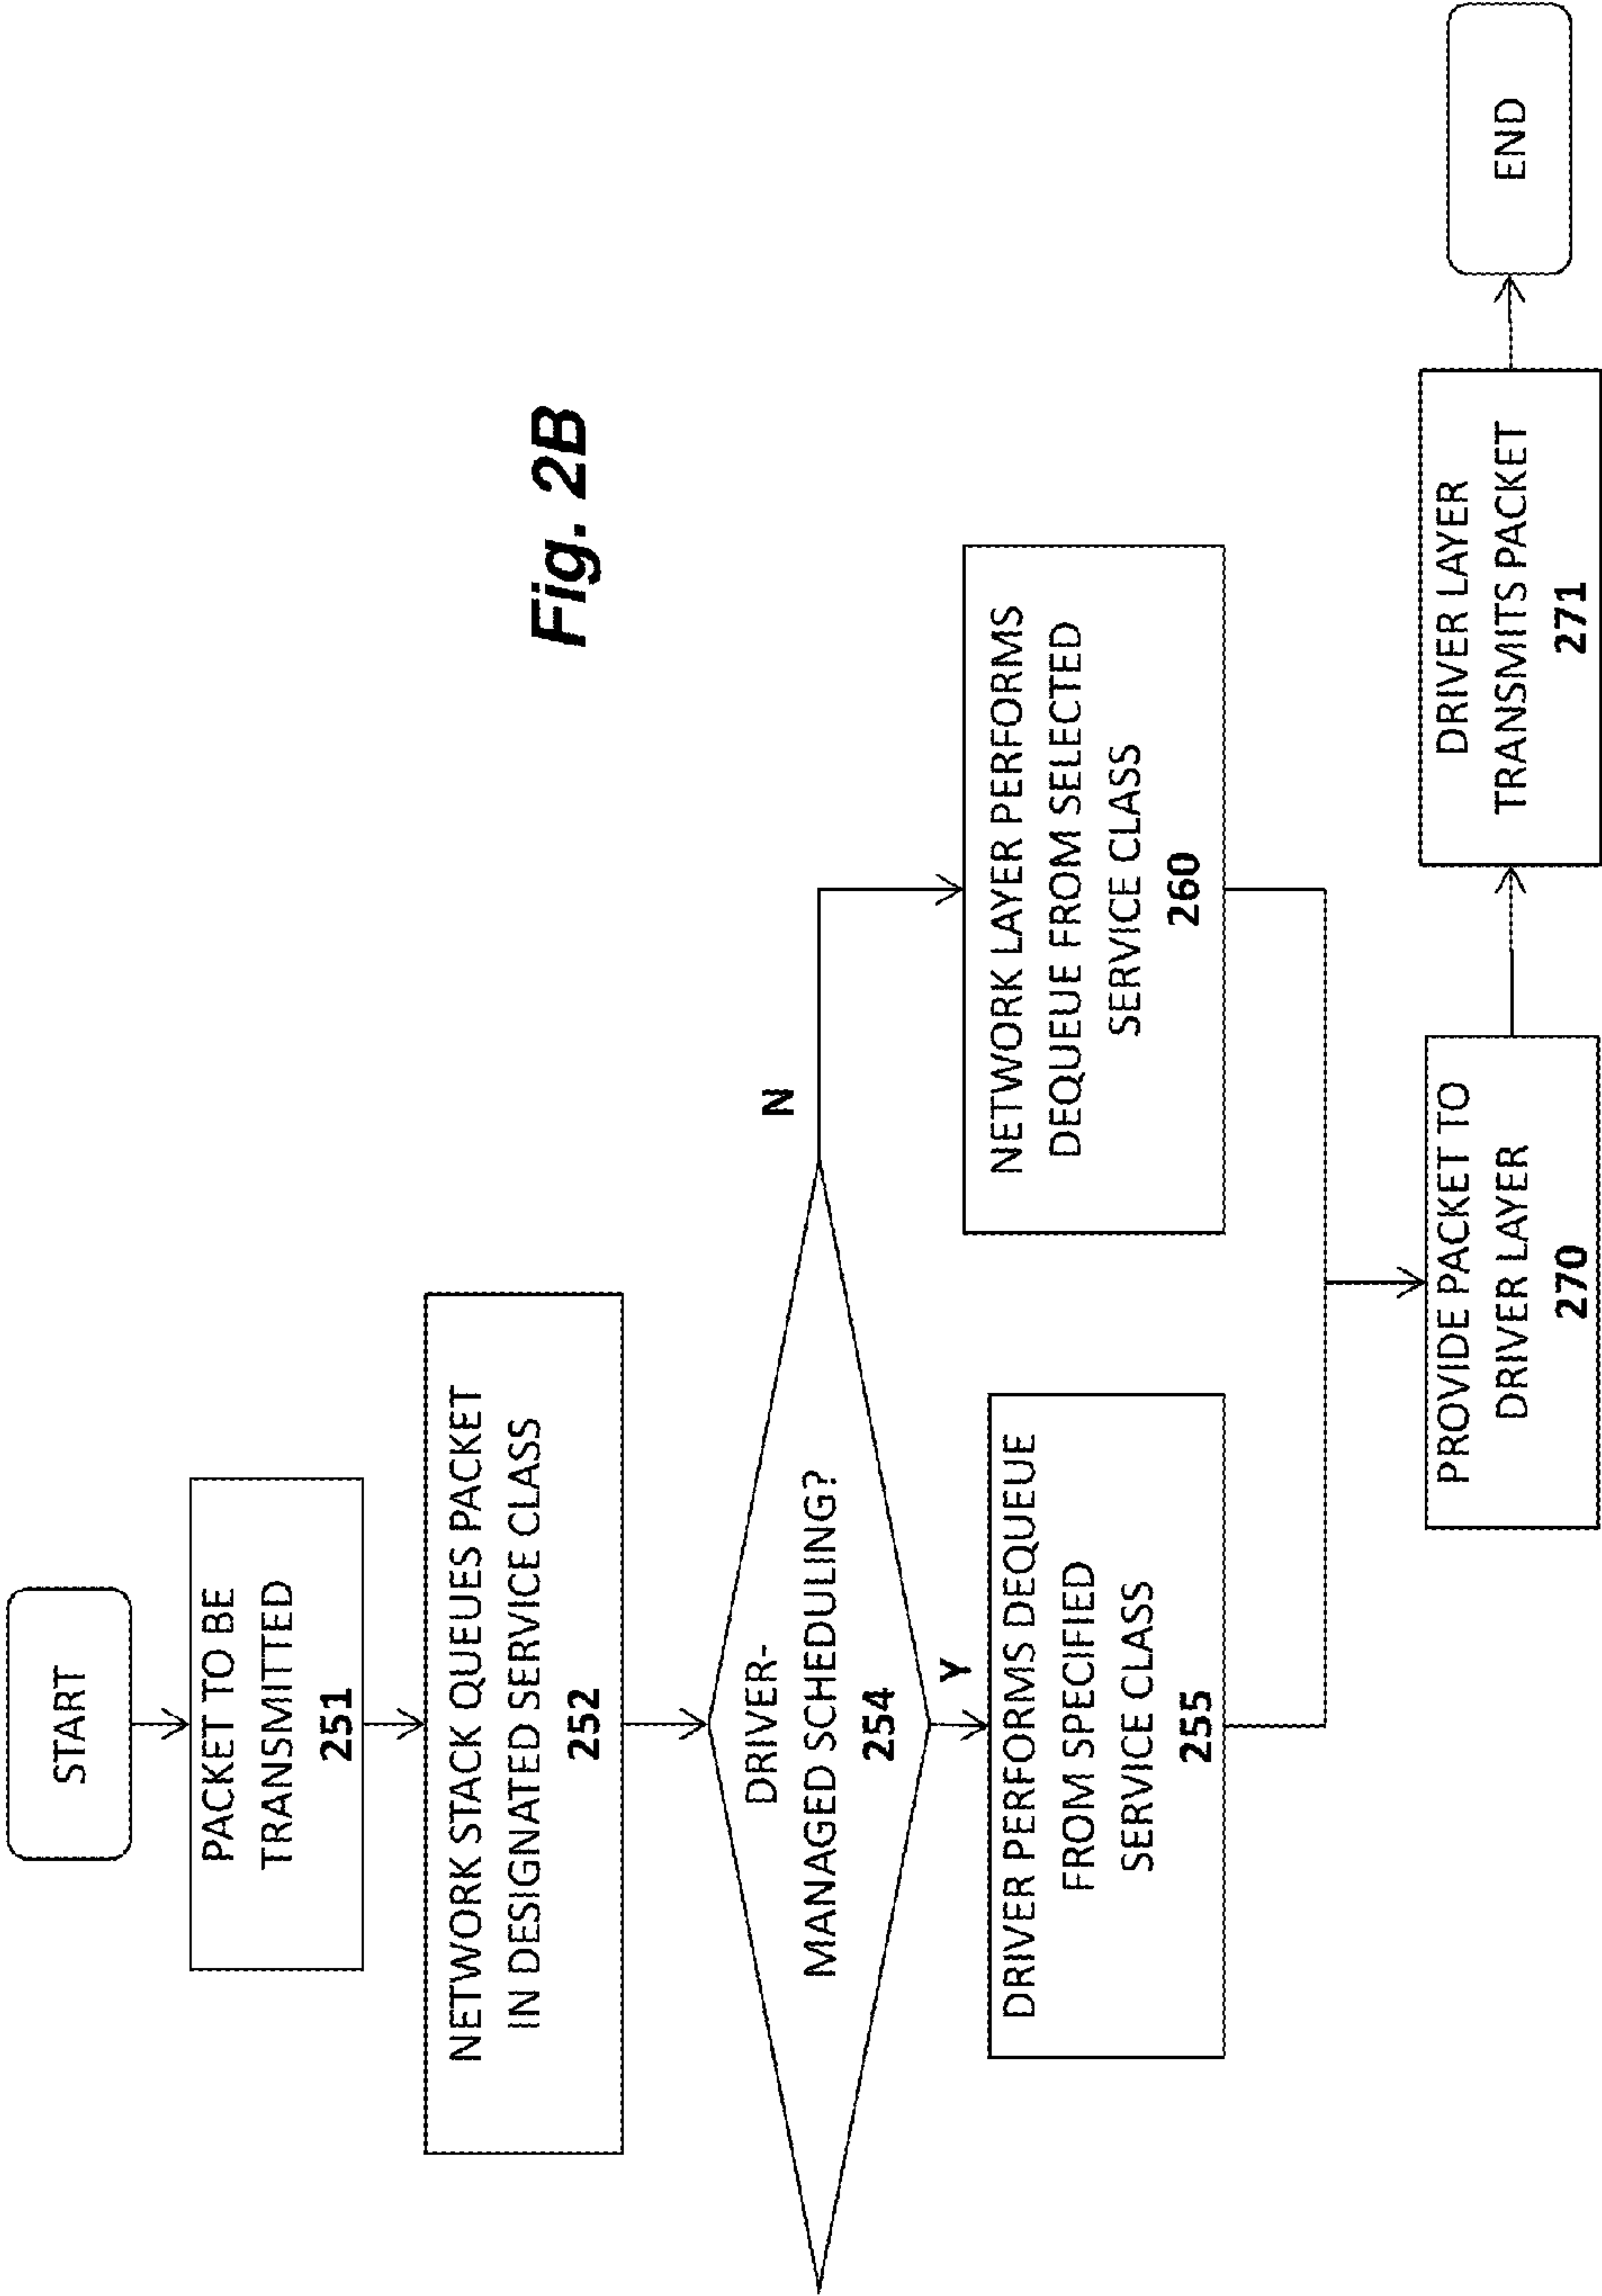 START
PACKET TO BE
TRANSMITTED
251
NETWORK STACK QUEUES PACKET
IN DESIGNATED SERVICE CLASS
252
DRIVER-
MANAGED SCHEDULING?
254
Y
N
DRIVER PERFORMS DEQUEUE
FROM SPECIFIED
SERVICE CLASS
255
NETWORK LAYER PERFORMS
DEQUEUE FROM SELECTED
SERVICE CLASS
260
PROVIDE PACKET TO
DRIVER LAYER
270
DRIVER LAYER
TRANSMITS PACKET
271
END
Fig. 2B